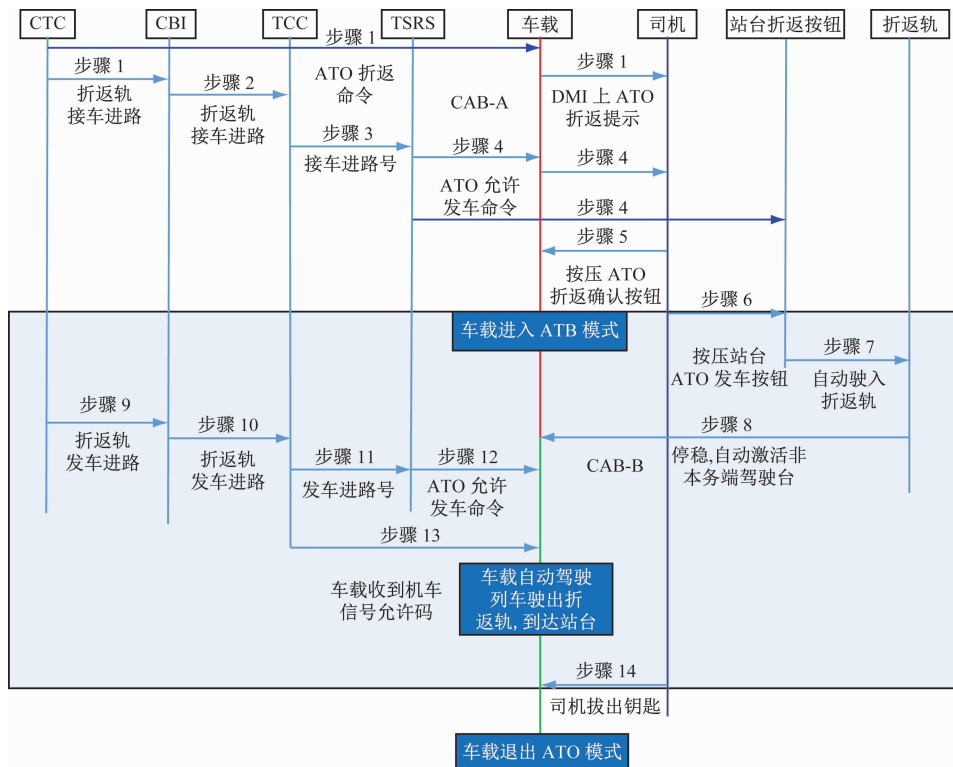 CTC
CBI
TCC
TSRS
车载
司机
站台折返按钮
折返轨
步骤 1
步骤 1
折返轨
接车进路
步骤 2
折返轨
接车进路
ATO 折返
命令
CAB-A
步骤 1
DMI 上 ATO
折返提示
步骤 3
接车进路号
步骤 4
ATO 允许
发车命令
步骤 4
步骤 4
步骤 5
按压 ATO
折返确认按钮
步骤 6
按压站台
ATO 发车按钮
车载进入 ATB 模式
步骤 7
自动驶入
折返轨
步骤 8
停稳,自动激活非
本务端驾驶台
CAB-B
步骤 9
折返轨
发车进路
步骤 10
折返轨
发车进路
步骤 11
发车进路号
步骤 12
ATO 允许
发车命令
步骤 13
车载收到机车
信号允许码
车载自动驾驶
列车驶出折
返轨, 到达站台
步骤 14
司机拔出钥匙
车载退出 ATO 模式